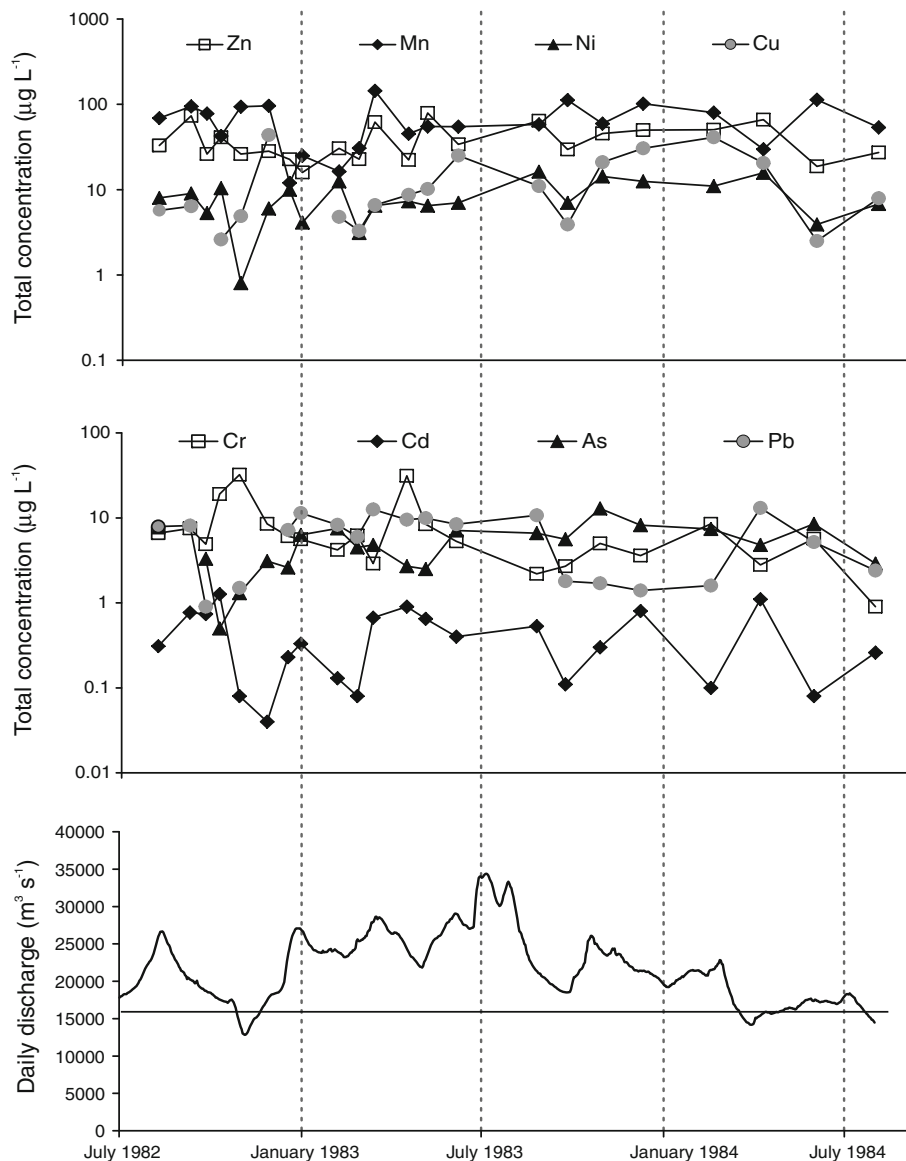 Total concentration (µg L-1)
1000
100
10
1
0.1
Zn
Mn
Ni
Cu
Total concentration (µg L-1)
100
10
1
0.1
0.01
Cr
Cd
As
Pb
Daily discharge (m3 s-1)
40000
35000
30000
25000
20000
15000
10000
5000
0
July 1982
January 1983
July 1983
January 1984
July 1984